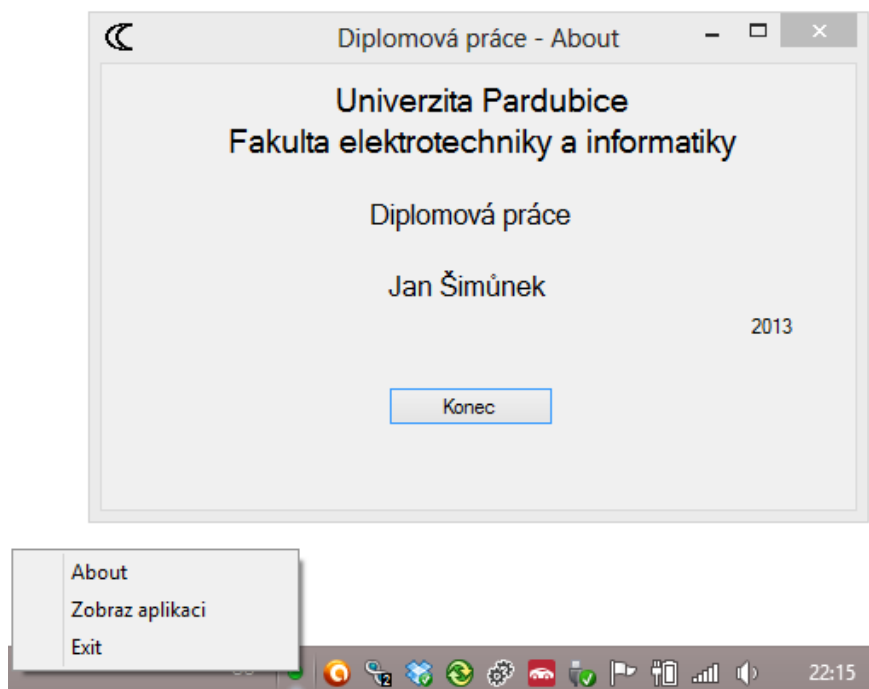 Diplomová práce - About
Univerzita Pardubice
Fakulta elektrotechniky a informatiky
Diplomová práce
Jan Šimůnek
2013
Konec
About
Zobraz aplikaci
Exit
2
22:15